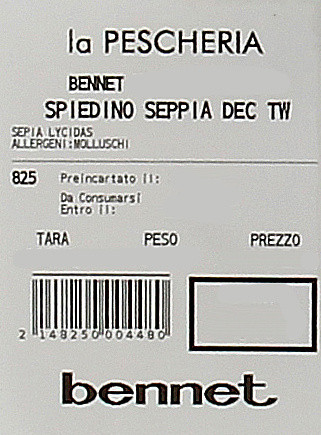 la PESCHERIA
BENNET
SPIEDINO SEPPIA DEC TW
SEPIA LYCIDAS
ALLERGENI:MOLLUSCHI
825 Preincartato il:
Da Consumarsi
Entro il:
TARA PESO PREZZO
2 148250 004480
bennet